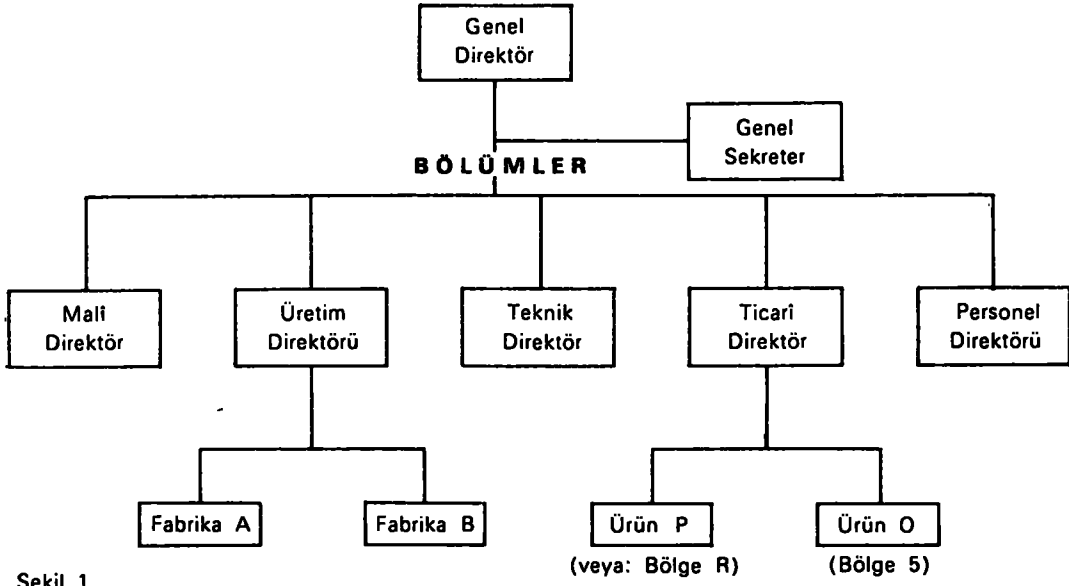 Genel
Direktör
Genel
Sekreter
BÖLÜMLER
Malî
Direktör
Üretim
Direktörü
Teknik
Direktör
Ticarî
Direktör
Personel
Direktörü
Fabrika A
Fabrika B
Ürün P
Ürün O
(veya: Bölge R)
(Bölge 5)
Şekil 1